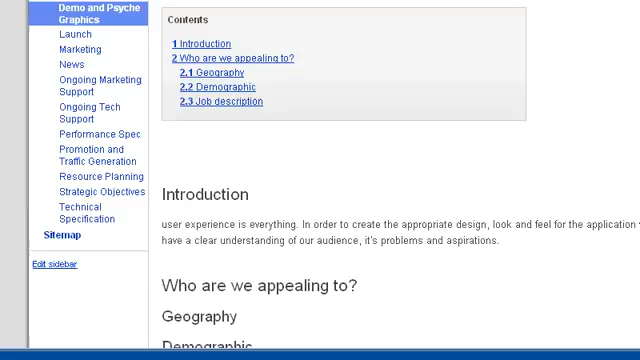 Demo and Psyche
Graphics
Launch
Marketing
News
Ongoing Marketing
Support
Ongoing Tech
Support
Performance Spec
Promotion and
Traffic Generation
Resource Planning
Strategic Objectives
Technical
Specification
Sitemap
Edit sidebar
Contents
1 Introduction
2 Who are we appealing to?
2.1 Geography
2.2 Demographic
2.3 Job description
Introduction
user experience is everything. In order to create the appropriate design, look and feel for the application
have a clear understanding of our audience, it's problems and aspirations.
Who are we appealing to?
Geography
Demographic